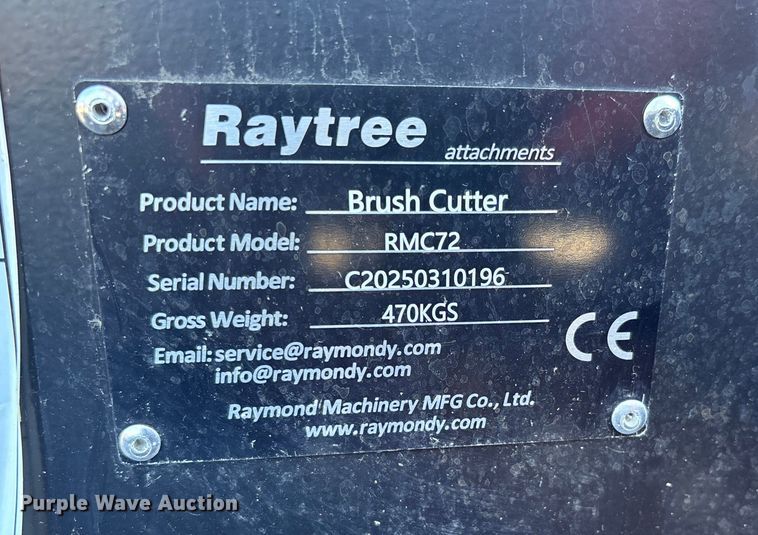 Raytree
attachments
Product Name: Brush Cutter
Product Model: RMC72
Serial Number: C20250310196
Gross Weight: 470KGS
Email: service@raymondy.com
info@raymondy.com
CE
Raymond Machinery MFG Co., Ltd.
www.raymondy.com
Purple Wave Auction